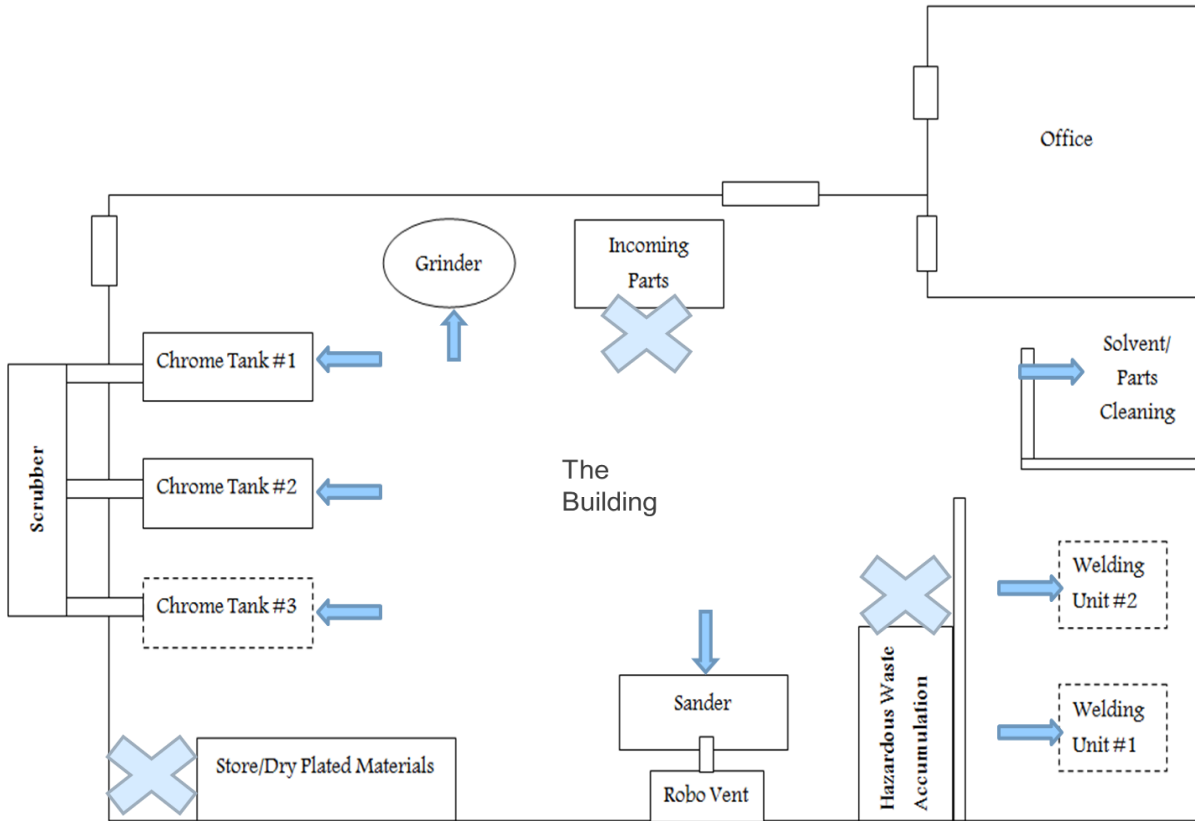 Office
Incoming
Parts
Grinder
Chrome Tank #1
Solvent/
Parts
Cleaning
Scrubber
Chrome Tank #2
The
Building
Chrome Tank #3
Welding
Unit #2
Sander
Hazardous Waste
Accumulation
Welding
Unit #1
Store/Dry Plated Materials
Robo Vent